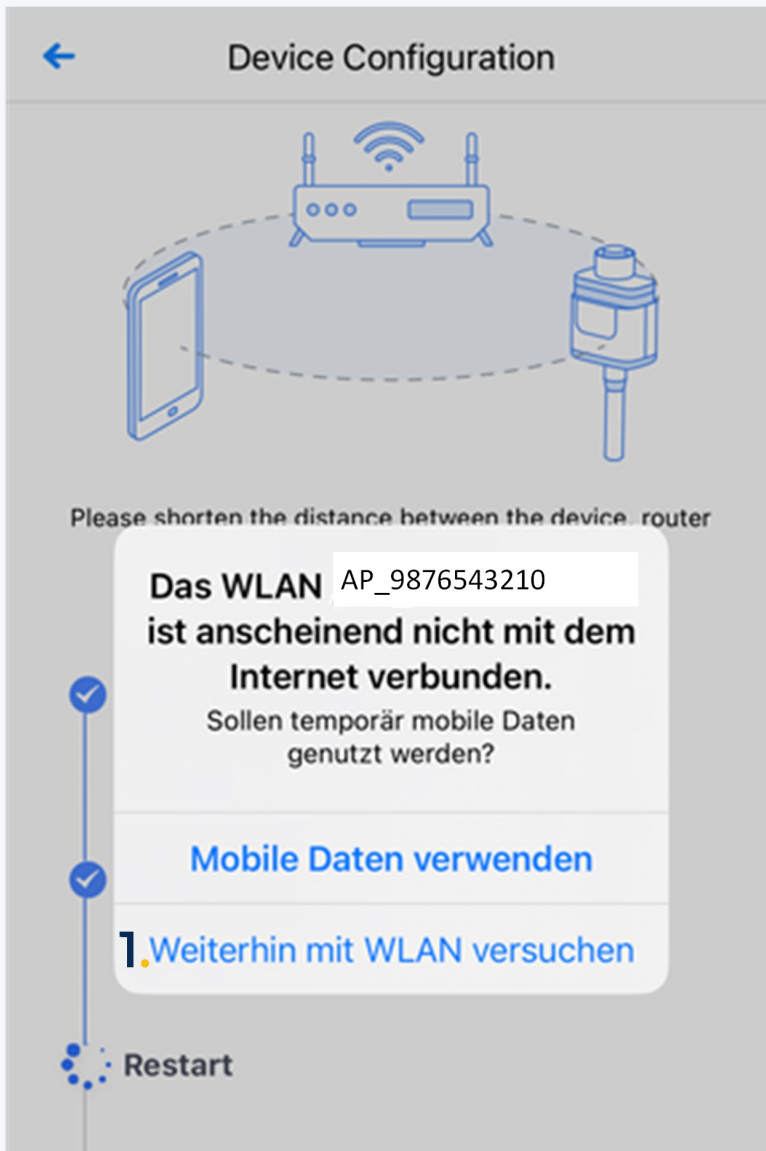 Device Configuration
Please shorten the distance between the device, router
Das WLAN AP_9876543210
ist anscheinend nicht mit dem
Internet verbunden.
Sollen temporär mobile Daten
genutzt werden?
Mobile Daten verwenden
1. Weiterhin mit WLAN versuchen
Restart